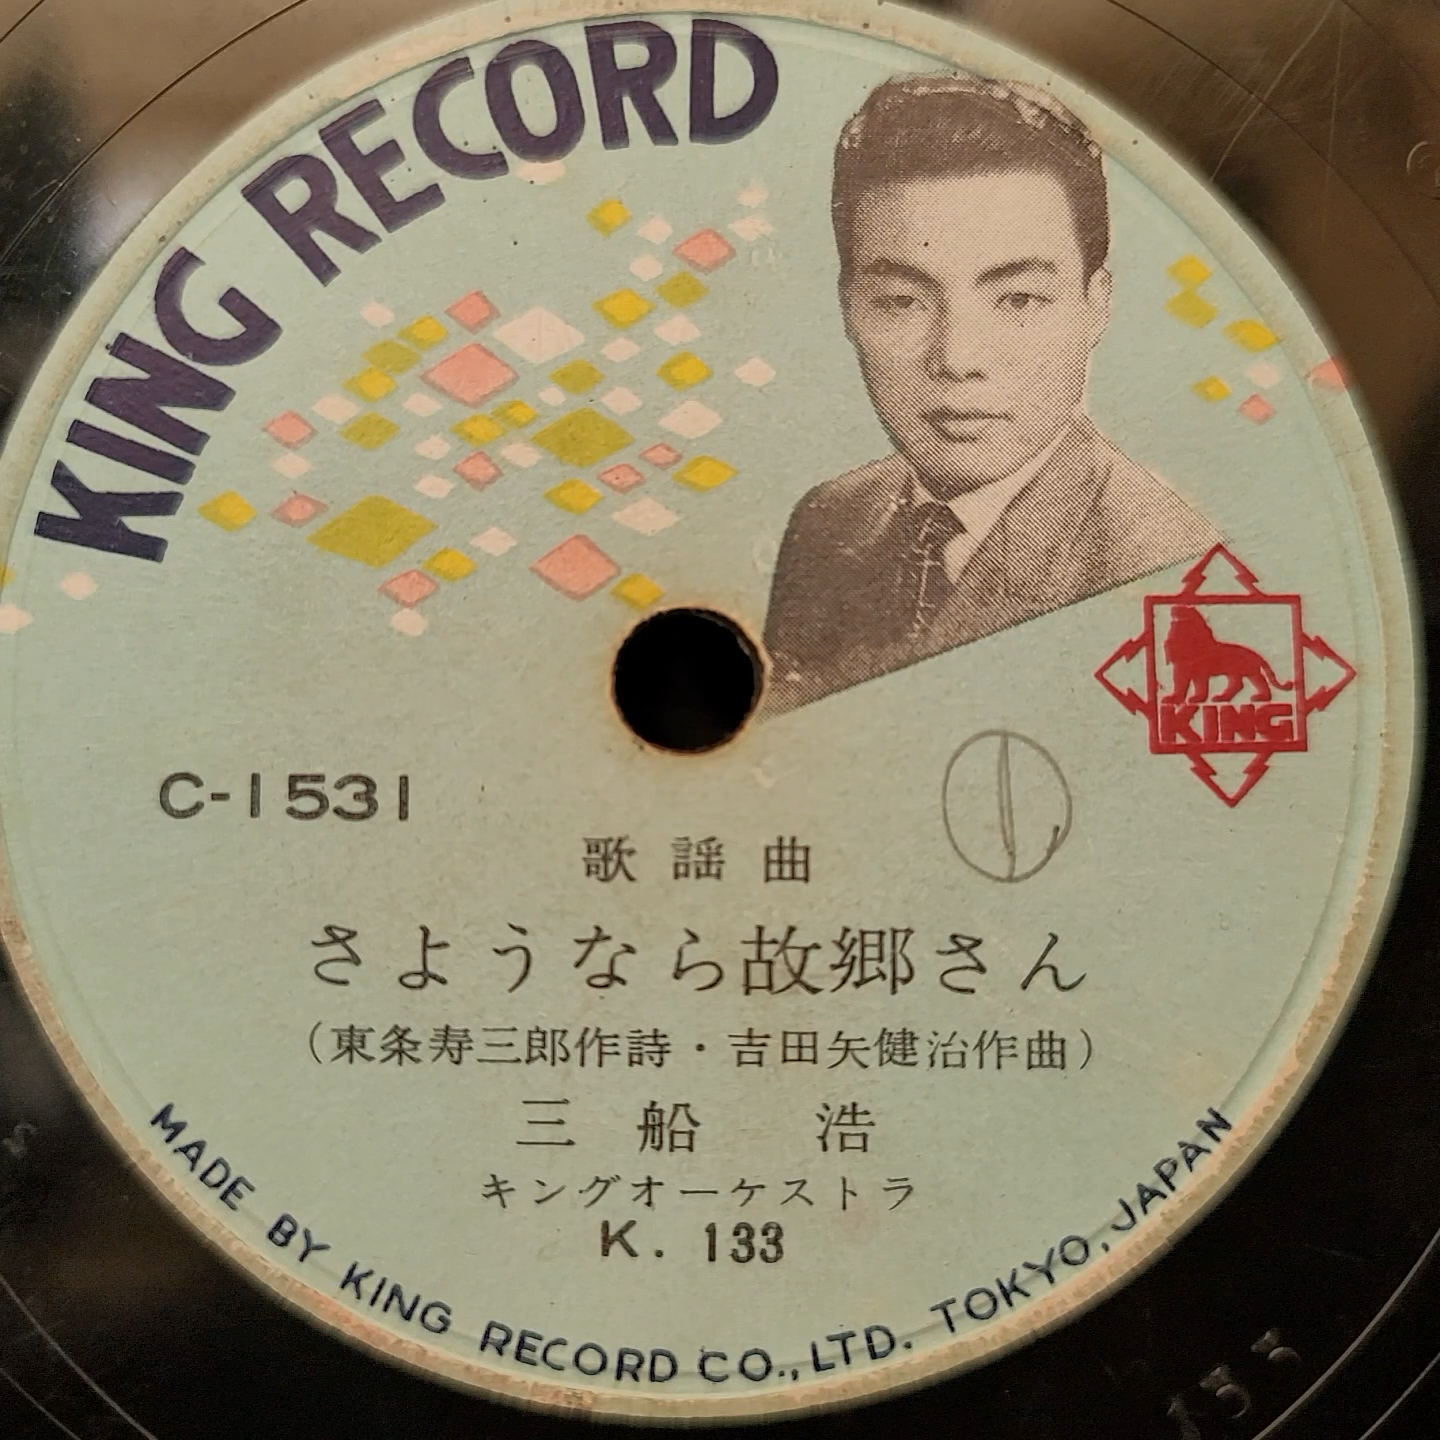 KING RECORD
KING
C-1531
歌謡曲
さようなら故郷さん
(東条寿三郎作詩・吉田矢健治作曲)
三船 浩
キングオーケストラ
K. 133
MADE BY KING RECORD CO., LTD. TOKYO, JAPAN